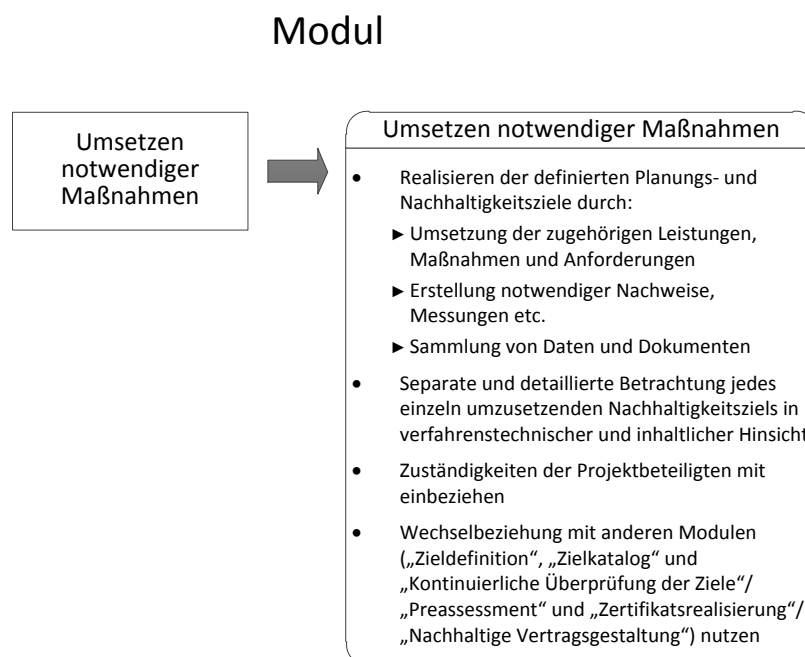 Modul
Umsetzen
notwendiger
Maßnahmen
Umsetzen notwendiger Maßnahmen
• Realisieren der definierten Planungs- und
Nachhaltigkeitsziele durch:
► Umsetzung der zugehörigen Leistungen,
Maßnahmen und Anforderungen
► Erstellung notwendiger Nachweise,
Messungen etc.
► Sammlung von Daten und Dokumenten
• Separate und detaillierte Betrachtung jedes
einzeln umzusetzenden Nachhaltigkeitsziels in
verfahrenstechnischer und inhaltlicher Hinsicht
• Zuständigkeiten der Projektbeteiligten mit
einbeziehen
• Wechselbeziehung mit anderen Modulen
(„Zieldefinition“, „Zielkatalog“ und
„Kontinuierliche Überprüfung der Ziele“/
„Preassessment“ und „Zertifikatsrealisierung“/
„Nachhaltige Vertragsgestaltung“) nutzen